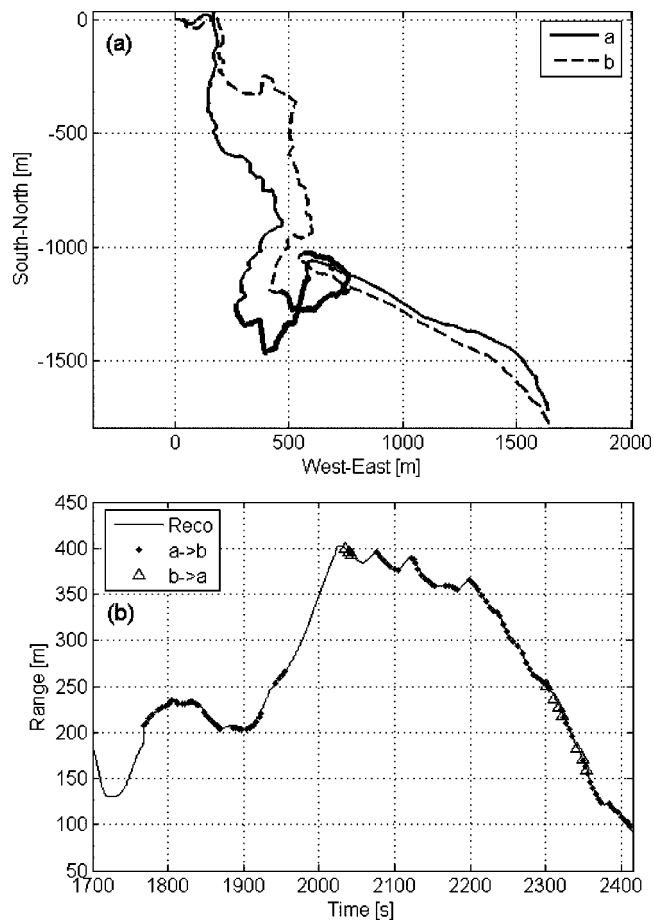 (a)
a
b
0
-500
-1000
-1500
South-North [m]
0 500 1000 1500 2000
West-East [m]
450
400
350
300
250
200
150
100
50
Range [m]
Reco
a->b
b->a
(b)
1700 1800 1900 2000 2100 2200 2300 2400
Time [s]